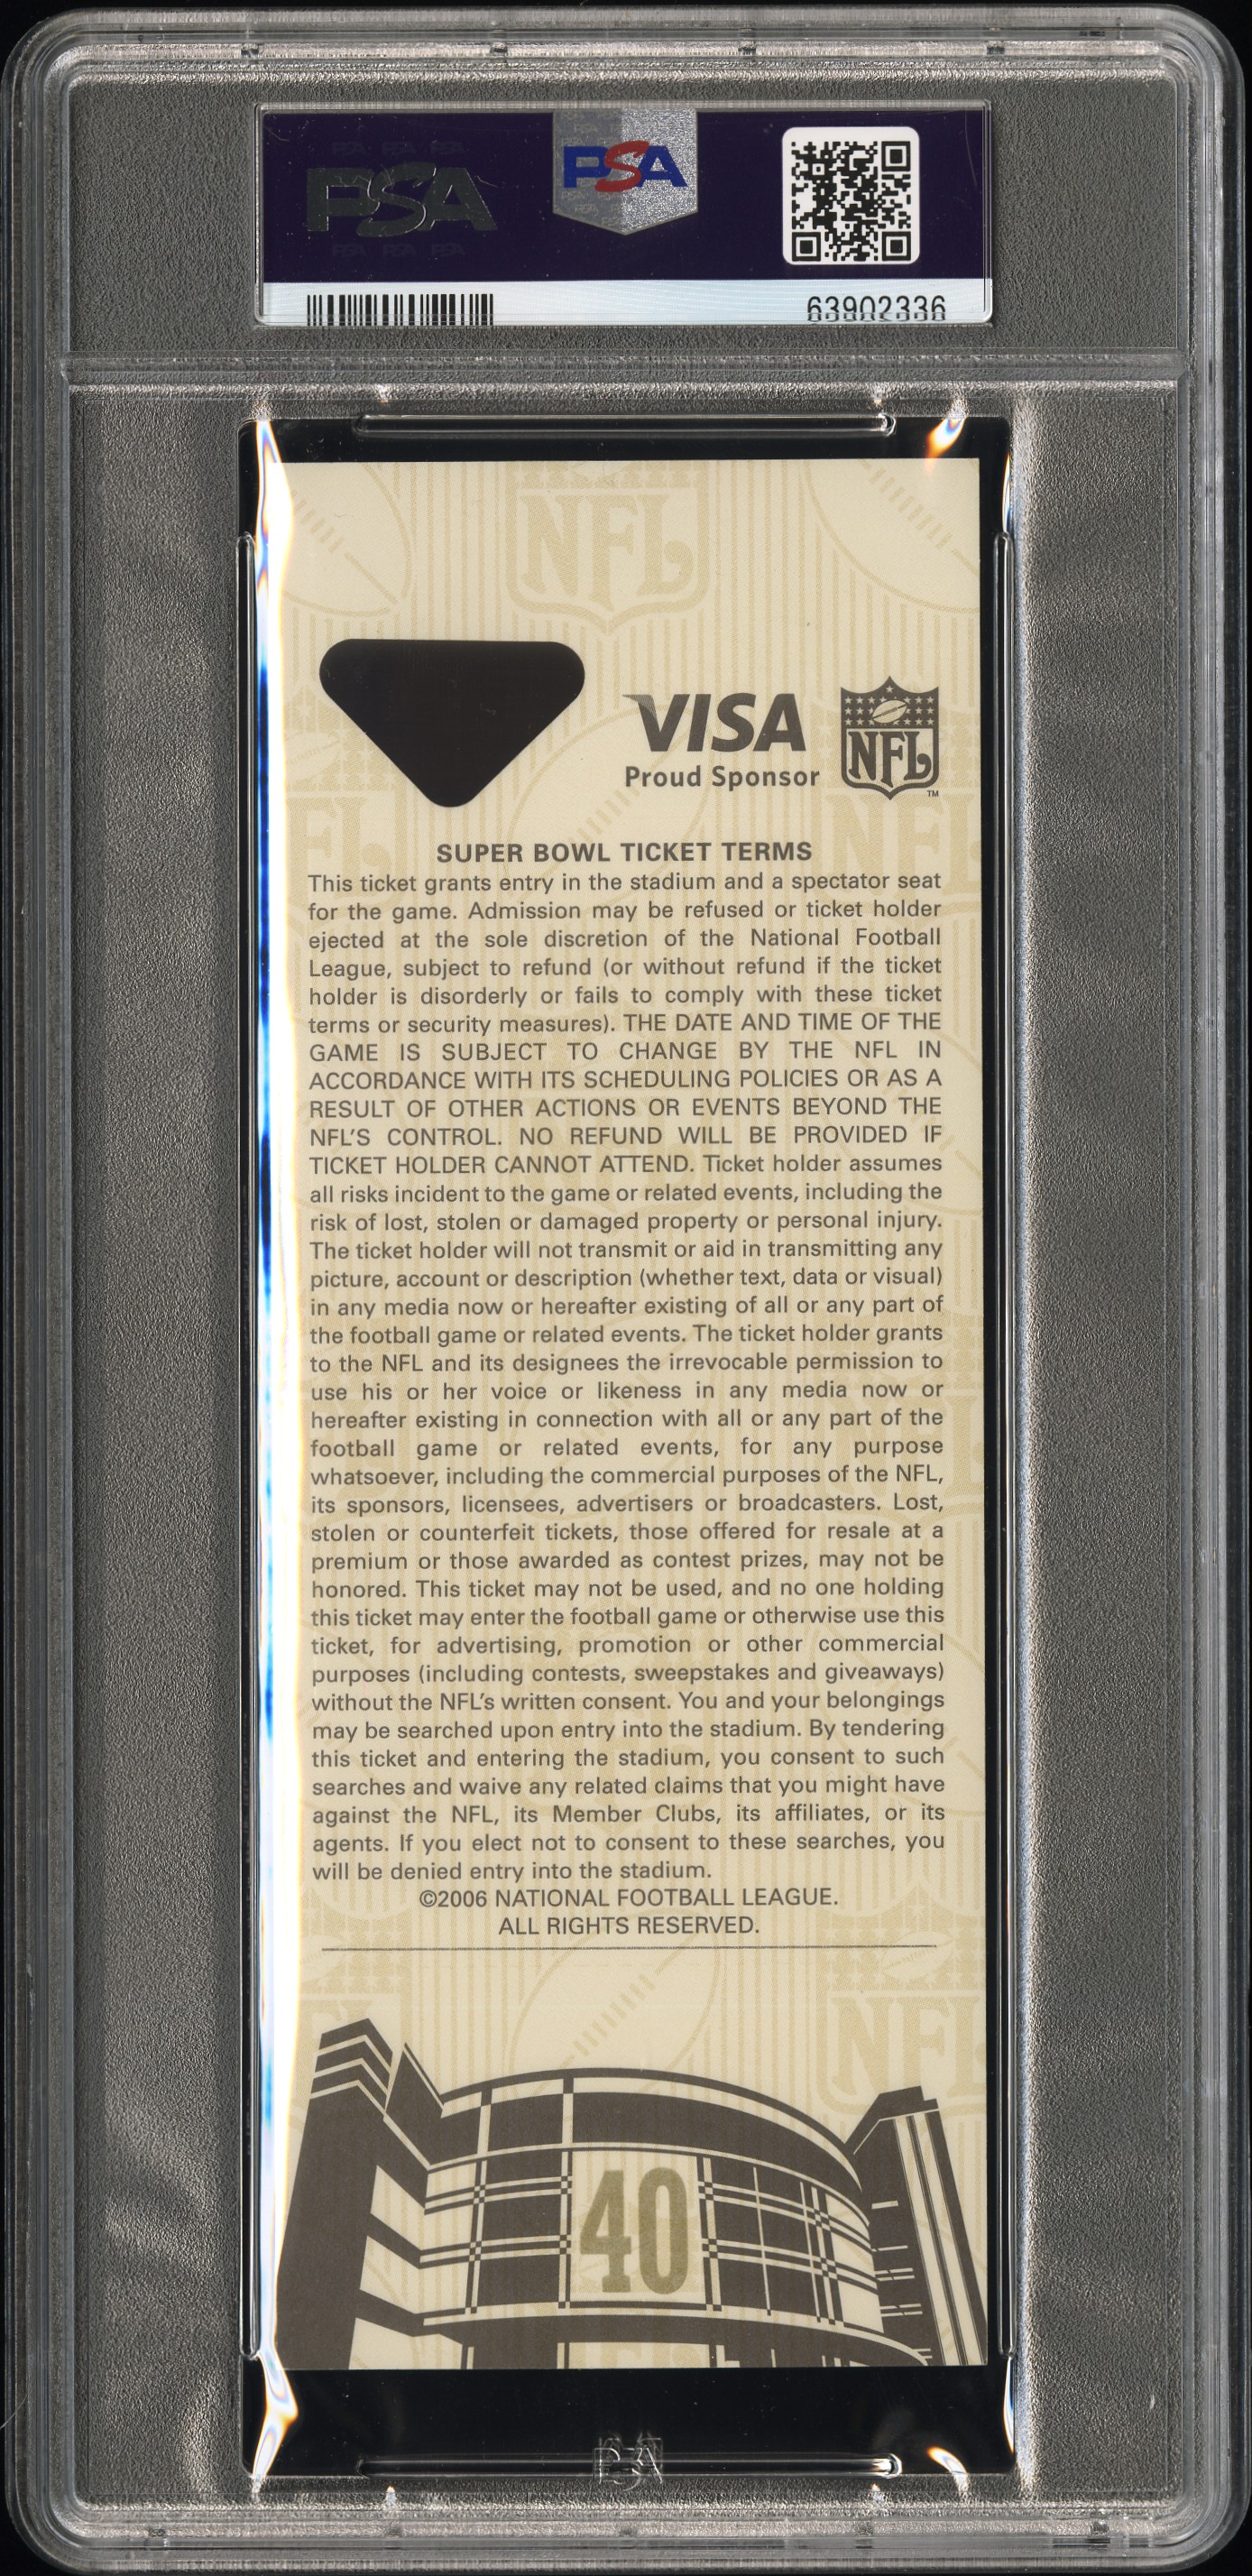 PSA
PSA
63902336
NFL
VISA
Proud Sponsor
NFL
TM
SUPER BOWL TICKET TERMS
This ticket grants entry in the stadium and a spectator seat
for the game. Admission may be refused or ticket holder
ejected at the sole discretion of the National Football
League, subject to refund (or without refund if the ticket
holder is disorderly or fails to comply with these ticket
terms or security measures). THE DATE AND TIME OF THE
GAME IS SUBJECT TO CHANGE BY THE NFL IN
ACCORDANCE WITH ITS SCHEDULING POLICIES OR AS A
RESULT OF OTHER ACTIONS OR EVENTS BEYOND THE
NFL'S CONTROL. NO REFUND WILL BE PROVIDED IF
TICKET HOLDER CANNOT ATTEND. Ticket holder assumes
all risks incident to the game or related events, including the
risk of lost, stolen or damaged property or personal injury.
The ticket holder will not transmit or aid in transmitting any
picture, account or description (whether text, data or visual)
in any media now or hereafter existing of all or any part of
the football game or related events. The ticket holder grants
to the NFL and its designees the irrevocable permission to
use his or her voice or likeness in any media now or
hereafter existing in connection with all or any part of the
football game or related events, for any purpose
whatsoever, including the commercial purposes of the NFL,
its sponsors, licensees, advertisers or broadcasters. Lost,
stolen or counterfeit tickets, those offered for resale at a
premium or those awarded as contest prizes, may not be
honored. This ticket may not be used, and no one holding
this ticket may enter the football game or otherwise use this
ticket, for advertising, promotion or other commercial
purposes (including contests, sweepstakes and giveaways)
without the NFL's written consent. You and your belongings
may be searched upon entry into the stadium. By tendering
this ticket and entering the stadium, you consent to such
searches and waive any related claims that you might have
against the NFL, its Member Clubs, its affiliates, or its
agents. If you elect not to consent to these searches, you
will be denied entry into the stadium.
©2006 NATIONAL FOOTBALL LEAGUE.
ALL RIGHTS RESERVED.
NFL
40
PSA